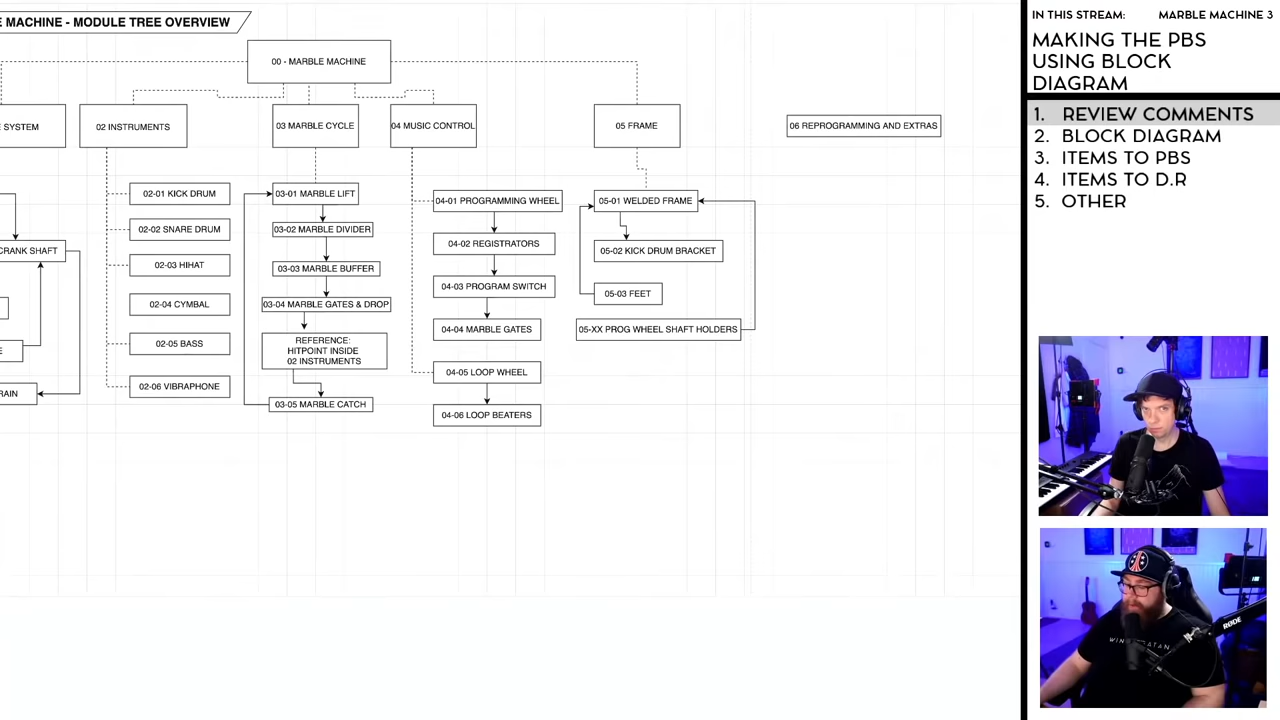 E MACHINE - MODULE TREE OVERVIEW
00 - MARBLE MACHINE
SYSTEM
02 INSTRUMENTS
03 MARBLE CYCLE
04 MUSIC CONTROL
05 FRAME
06 REPROGRAMMING AND EXTRAS
CRANK SHAFT
E
RAIN
02-01 KICK DRUM
02-02 SNARE DRUM
02-03 HIHAT
02-04 CYMBAL
02-05 BASS
02-06 VIBRAPHONE
03-01 MARBLE LIFT
03-02 MARBLE DIVIDER
03-03 MARBLE BUFFER
03-04 MARBLE GATES & DROP
REFERENCE:
HITPOINT INSIDE
02 INSTRUMENTS
03-05 MARBLE CATCH
04-01 PROGRAMMING WHEEL
04-02 REGISTRATORS
04-03 PROGRAM SWITCH
04-04 MARBLE GATES
04-05 LOOP WHEEL
04-06 LOOP BEATERS
05-01 WELDED FRAME
05-02 KICK DRUM BRACKET
05-03 FEET
05-XX PROG WHEEL SHAFT HOLDERS
IN THIS STREAM: MARBLE MACHINE 3
MAKING THE PBS
USING BLOCK
DIAGRAM
1. REVIEW COMMENTS
2. BLOCK DIAGRAM
3. ITEMS TO PBS
4. ITEMS TO D.R
5. OTHER
RØDE